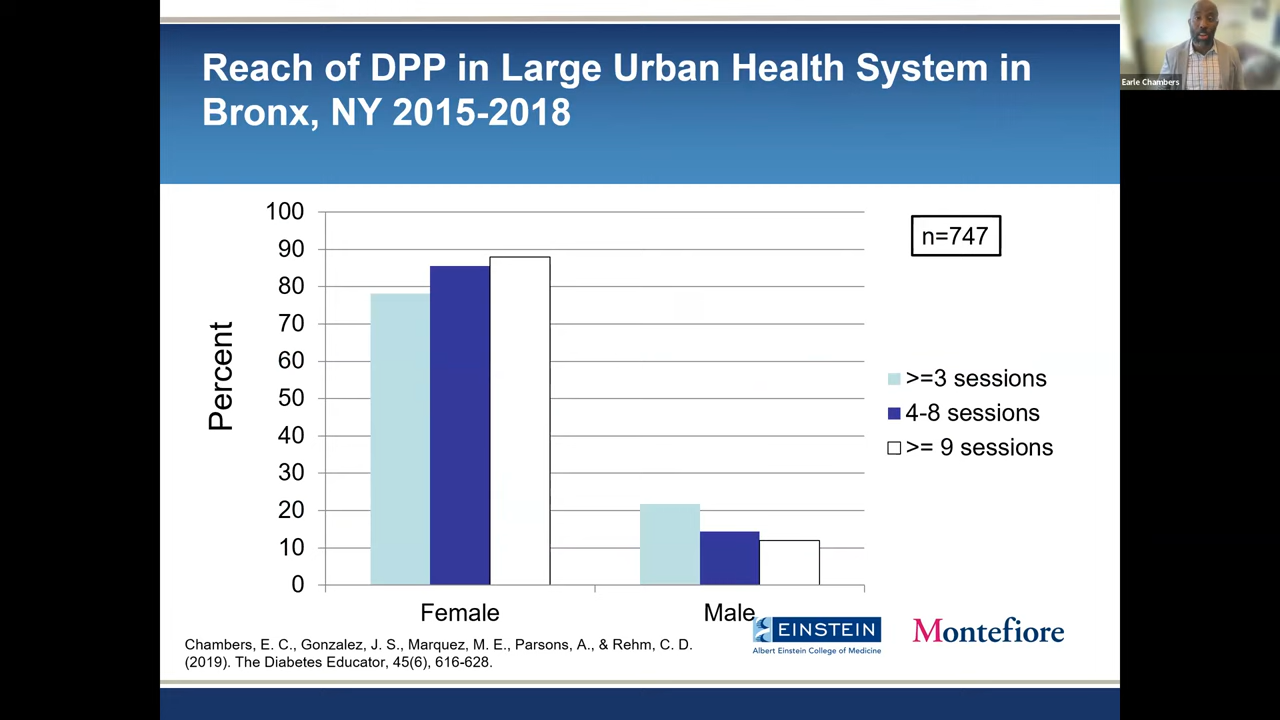 Reach of DPP in Large Urban Health System in
Bronx, NY 2015-2018
Earle Chambers
n=747
Percent
100
90
80
70
60
50
40
30
20
10
0
Female
Male
>=3 sessions
4-8 sessions
>= 9 sessions
Chambers, E. C., Gonzalez, J. S., Marquez, M. E., Parsons, A., & Rehm, C. D.
(2019). The Diabetes Educator, 45(6), 616-628.
EINSTEIN
Albert Einstein College of Medicine
Montefiore